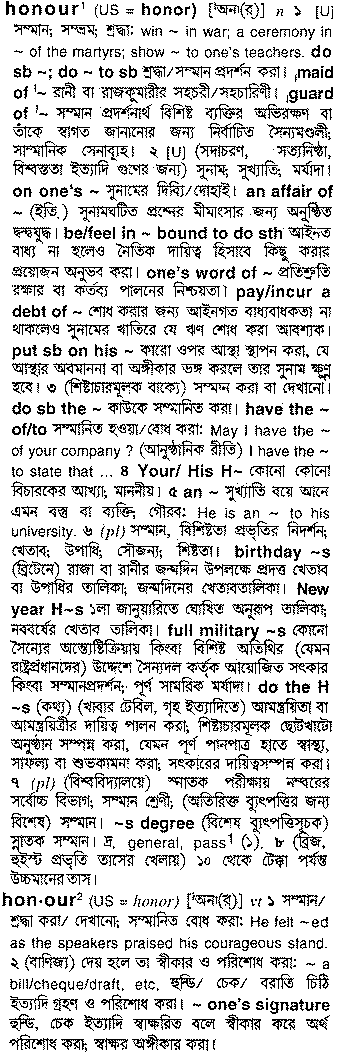 honour¹ (US = honor) [ˈঅনা(র্)] n ১ [U]
সম্মান; সম্ভ্রম; শ্রদ্ধা: win ~ in war; a ceremony in
~ of the martyrs; show ~ to one's teachers. do
sb ~; do ~ to sb শ্রদ্ধা/সম্মান প্রদর্শন করা। ˌmaid
of ˈ~ রানী বা রাজকুমারীর সহচরী/সহচারিণী। ˌguard
of ˈ~ সম্মান প্রদর্শনার্থ বিশিষ্ট ব্যক্তির অভিরক্ষণ বা
তাঁকে স্বাগত জানানোর জন্য নির্বাচিত সৈন্যমণ্ডলী;
সাম্মানিক সেনাব্যূহ। ২ [U] (সদাচরণ, সত্যনিষ্ঠা,
বিশ্বস্ততা ইত্যাদি গুণের জন্য) সুনাম; সুখ্যাতি; মর্যাদা।
on one's ~ সুনামের দিব্যি/দোহাই। an affair of
~ (ইতি.) সুনামঘটিত প্রশ্নের মীমাংসার জন্য অনুষ্ঠিত
দ্বন্দ্বযুদ্ধ। be/feel in ~ bound to do sth আইনত
বাধ্য না হলেও নৈতিক দায়িত্ব হিসাবে কিছু করার
প্রয়োজন অনুভব করা। one's word of ~ প্রতিশ্রুতি
রক্ষার বা কর্তব্য পালনের নিশ্চয়তা। pay/incur a
debt of ~ শোধ করার জন্য আইনগত বাধ্যবাধকতা না
থাকলেও সুনামের খাতিরে যে ঋণ শোধ করা আবশ্যক।
put sb on his ~ কারো ওপর আস্থা স্থাপন করা, যে
আস্থার অবমাননা বা অঙ্গীকার ভঙ্গ করলে তার সুনাম ক্ষুণ্ন
হবে। ৩ (শিষ্টাচারমূলক বাক্যে) সম্মান করা বা দেখানো।
do sb the ~ কাউকে সম্মানিত করা। have the ~
of/to সম্মানিত হওয়া/বোধ করা: May I have the ~
of your company ? (আনুষ্ঠানিক রীতি) I have the ~
to state that ... ৪ Your/ His H~ কোনো কোনো
বিচারকের আখ্যা, মাননীয়। ৫ an ~ সুখ্যাতি বয়ে আনে
এমন বস্তু বা ব্যক্তি; গৌরব: He is an ~ to his
university. ৬ (pl) সম্মান, বিশিষ্টতা প্রভৃতির নিদর্শন;
খেতাব; উপাধি; সৌজন্য; শিষ্টতা। birthday ~s
(ব্রিটেনে) রাজা বা রানীর জন্মদিন উপলক্ষে প্রদত্ত খেতাব
বা উপাধির তালিকা; জন্মদিনের খেতাবতালিকা। New
year H~s ১লা জানুয়ারিতে ঘোষিত অনুরূপ তালিকা;
নববর্ষের খেতাব তালিকা। full military ~s কোনো
সৈন্যের অন্ত্যেষ্টিক্রিয়ায় কিংবা বিশিষ্ট অতিথির (যেমন
রাষ্ট্রপ্রধানদের) উদ্দেশে সৈন্যদল কর্তৃক আয়োজিত সৎকার
কিংবা সম্মানপ্রদর্শন; পূর্ণ সামরিক মর্যাদা। do the H
~s (কথ্য) (খাবার টেবিল, গৃহ ইত্যাদিতে) আমন্ত্রয়িতা বা
আমন্ত্রয়িত্রীর দায়িত্ব পালন করা; শিষ্টাচারমূলক ছোটখাটো
অনুষ্ঠান সম্পন্ন করা, যেমন পূর্ণ পানপাত্র হাতে স্বাস্থ্য,
সাফল্য বা শুভকামনা করা; সৎকারের দায়িত্বসম্পন্ন করা।
৭ (pl) (বিশ্ববিদ্যালয়ে) স্নাতক পরীক্ষায় নম্বরের
সর্বোচ্চ বিভাগ; সম্মান শ্রেণী; (অতিরিক্ত ব্যুৎপত্তির জন্য
বিশেষ) সম্মান। ~s degree (বিশেষ ব্যুৎপত্তিসূচক)
স্নাতক সম্মান। দ্র. general, pass¹ (১). ৮ (ব্রিজ,
হুইস্ট প্রভৃতি তাসের খেলায়) ১০ থেকে টেক্কা পর্যন্ত
উচ্চমানের তাস।
hon·our² (US = honor) [ˈঅনা(র্)] vt ১ সম্মান/
শ্রদ্ধা করা/ দেখানো; সম্মানিত বোধ করা: He felt ~ed
as the speakers praised his courageous stand.
২ (বাণিজ্য) দেয় হলে তা স্বীকার ও পরিশোধ করা: ~ a
bill/cheque/draft, etc, হুন্ডি/ চেক/ বরাতি চিঠি
ইত্যাদি গ্রহণ ও পরিশোধ করা। ~ one's signature
হুন্ডি, চেক ইত্যাদি স্বাক্ষরিত বলে স্বীকার করে অর্থ
পরিশোধ করা; স্বাক্ষর অঙ্গীকার করা।